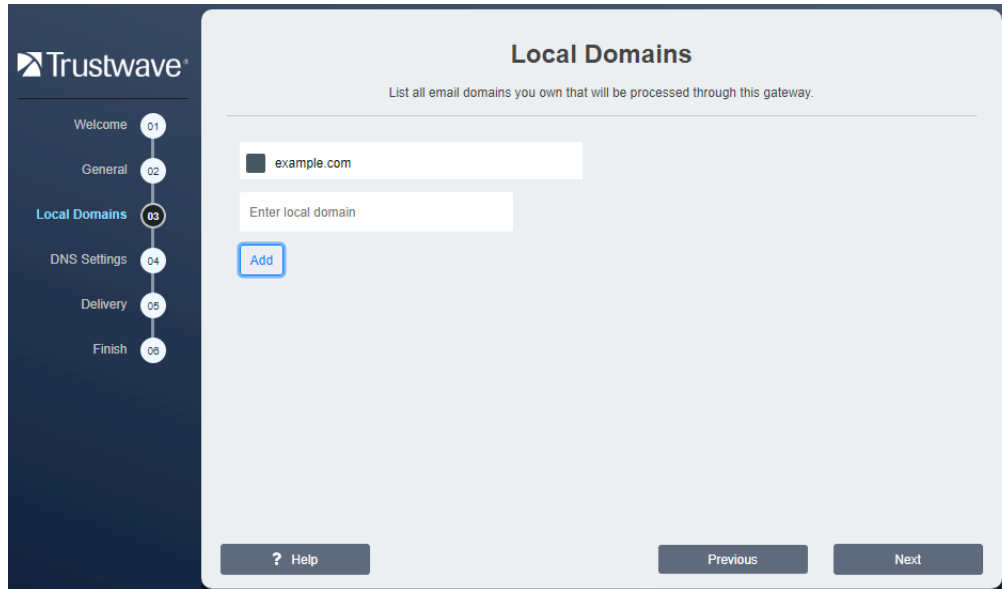 Trustwave®
Welcome 01
General 02
Local Domains 03
DNS Settings 04
Delivery 05
Finish 06
Local Domains
List all email domains you own that will be processed through this gateway.
example.com
Enter local domain
Add
? Help
Previous
Next